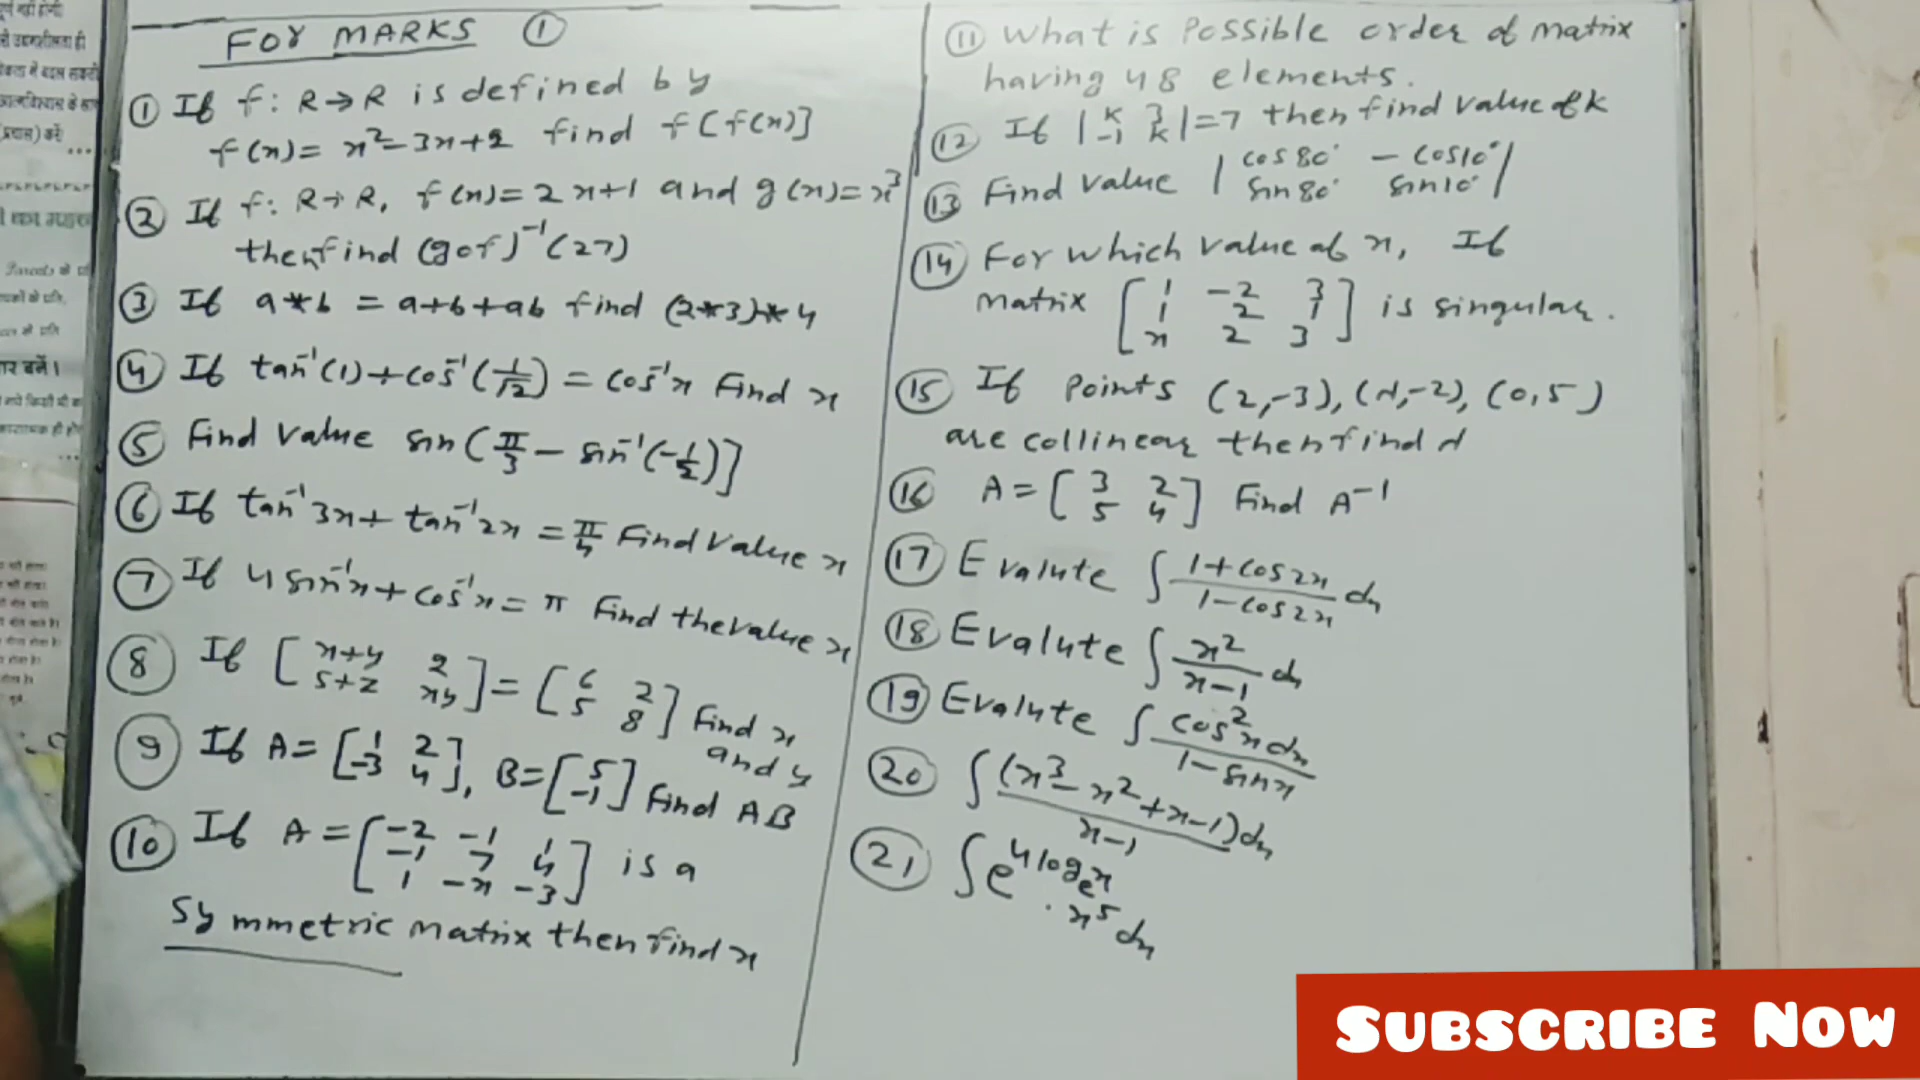 FOR MARKS ①
① If f: R→R is defined by
f(x)= x²-3x+2 find f[f(x)]
② If f: R→R, f(x)=2x+1 and g(x)=x³
then find (gof)⁻¹(27)
③ If a*b = a+b+ab find (2*3)*4
④ If tan⁻¹(1)+cos⁻¹(1/√2) = cos⁻¹x Find x
⑤ Find Value sin(π/3 - sin⁻¹(-1/2)]
⑥ If tan⁻¹3x+tan⁻¹2x = π/4 Find Value x
⑦ If 4sin⁻¹x+cos⁻¹x = π Find the value x
⑧ If [x+y 2
5+z xy] = [6 2
5 8] Find x
and y
⑨ If A = [1 2
-3 4], B=[5
-1] Find AB
⑩ If A = [-2 -1 1
-1 7 4
1 -x -3] is a
Symmetric matrix then find x
⑪ What is Possible order of matrix
having 48 elements.
⑫ If |K 3
-1 K|=7 then find value of k
⑬ Find Value |cos80° -cos10°
sin80° sin10°|
⑭ For which value of x, If
matrix [1 -2 3
1 2 1
x 2 3] is singular.
⑮ If Points (2,-3), (λ,-2), (0,5)
are collinear then find λ
⑯ A = [3 2
5 4] Find A⁻¹
⑰ Evalute ∫ 1+cos2x/1-cos2x dx
⑱ Evalute ∫ x²/x-1 dx
⑲ Evalute ∫ cos²x dx/1-sinx
⑳ ∫ (x³-x²+x-1)dx/x-1
㉑ ∫e^4logₑx . x⁵ dx
SUBSCRIBE NOW